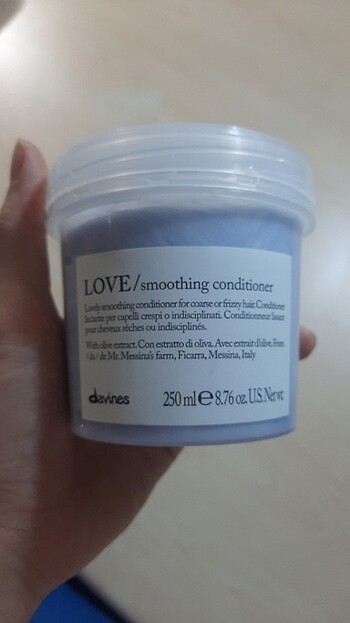 LOVE/smoothing conditioner
Lovely smoothing conditioner for coarse or frizzy hair. Conditioner
lisciante per capelli crespi o indisciplinati. Conditionneur lissant
pour cheveux rêches ou indisciplinés.
With olive extract. Con estratto di oliva. Avec extrait d'olive. From
/ da / de Mr. Messina's farm, Ficarra, Messina, Italy
davines
250 ml ℮ 8.76 oz. U.S. Net wt.